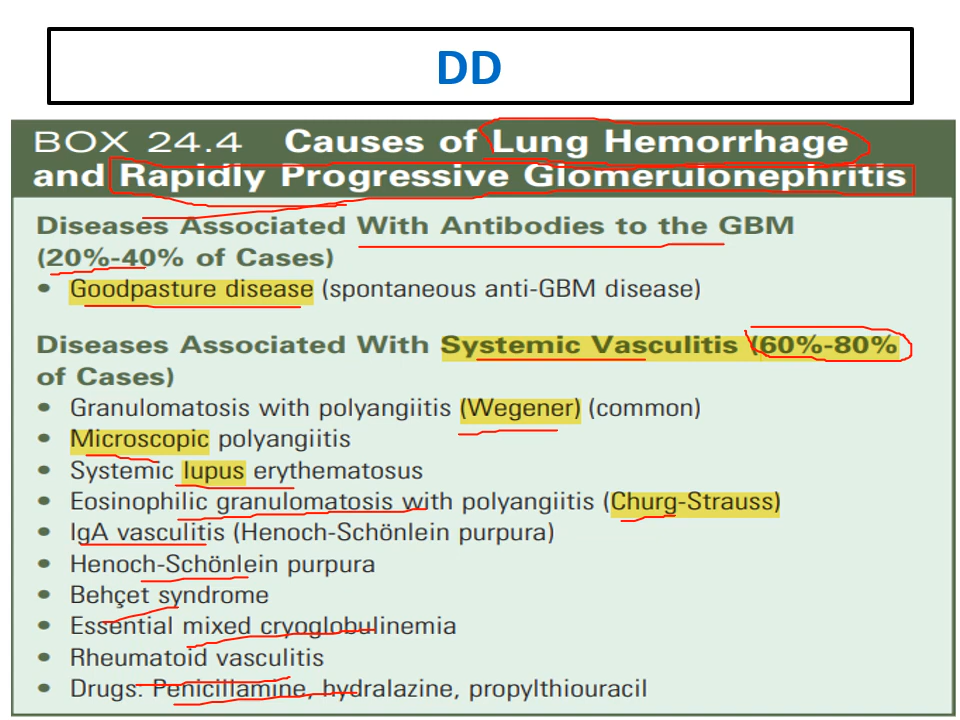 DD
BOX 24.4 Causes of Lung Hemorrhage
and Rapidly Progressive Glomerulonephritis
Diseases Associated With Antibodies to the GBM
(20%-40% of Cases)
• Goodpasture disease (spontaneous anti-GBM disease)
Diseases Associated With Systemic Vasculitis (60%-80%
of Cases)
• Granulomatosis with polyangiitis (Wegener) (common)
• Microscopic polyangiitis
• Systemic lupus erythematosus
• Eosinophilic granulomatosis with polyangiitis (Churg-Strauss)
• IgA vasculitis (Henoch-Schönlein purpura)
• Henoch-Schönlein purpura
• Behçet syndrome
• Essential mixed cryoglobulinemia
• Rheumatoid vasculitis
• Drugs: Penicillamine, hydralazine, propylthiouracil